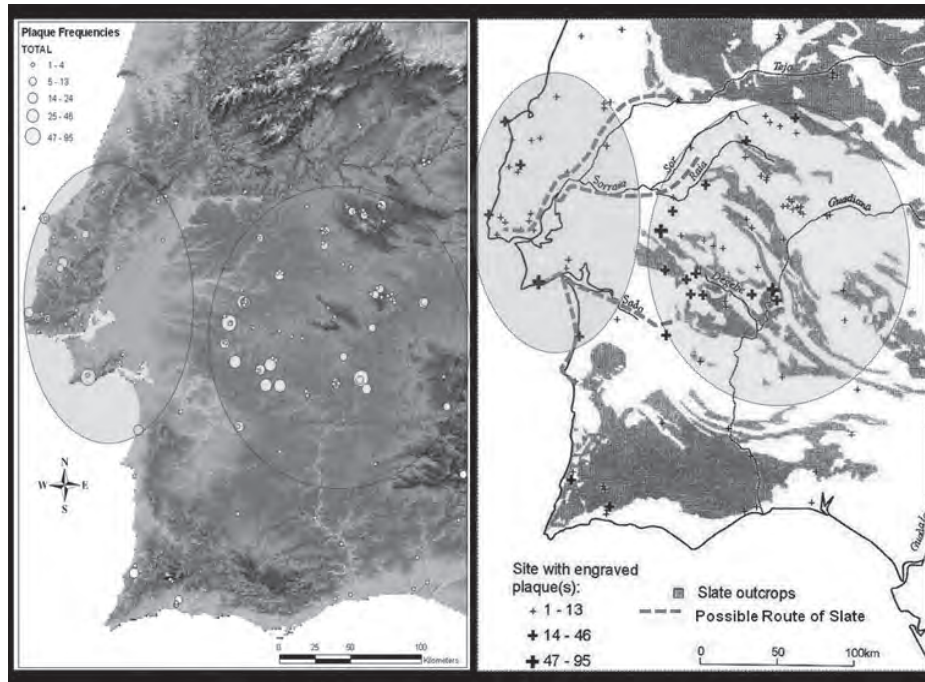 Plaque Frequencies
TOTAL
1 - 4
5 - 13
14 - 24
25 - 46
47 - 95
N
W E
S
0 25 50 100
Kilometers
Tejo
Sor
Raia
Sorraia
Guadiana
Sado
Site with engraved
plaque(s):
+ 1 - 13
+ 14 - 46
+ 47 - 95
Slate outcrops
Possible Route of Slate
0 50 100km